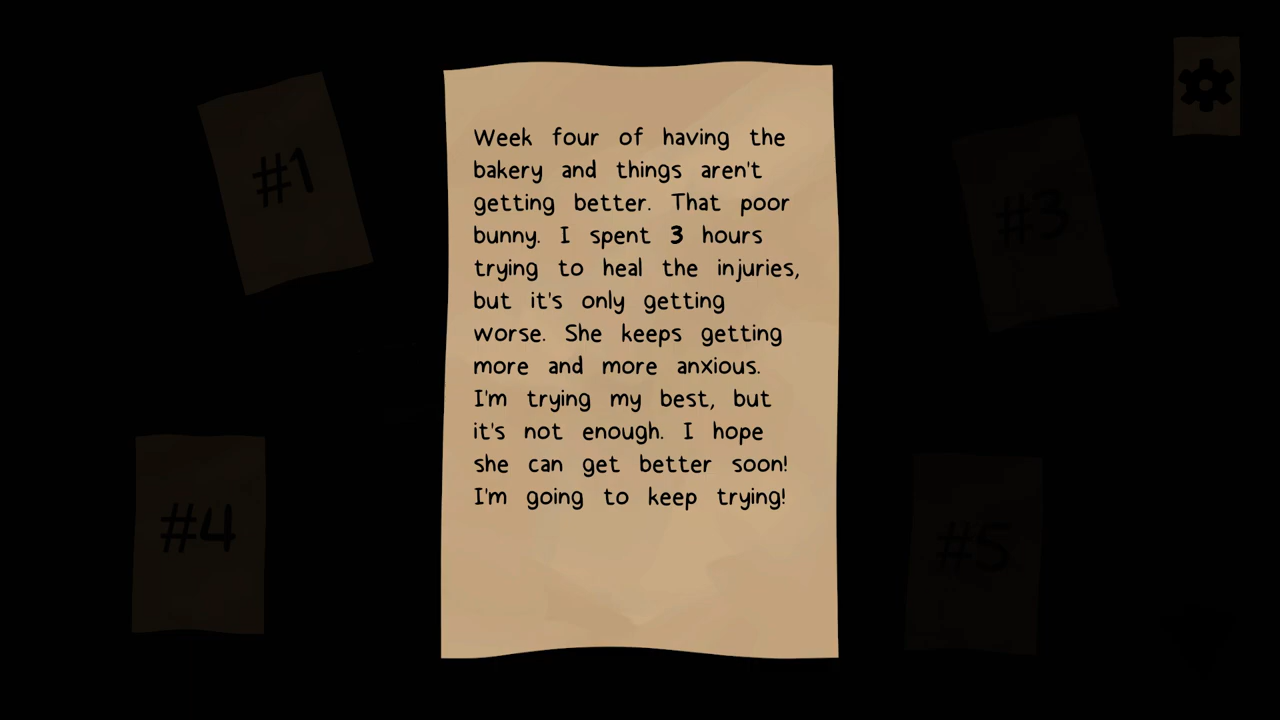 #1
#3
Week four of having the
bakery and things aren't
getting better. That poor
bunny. I spent 3 hours
trying to heal the injuries,
but it's only getting
worse. She keeps getting
more and more anxious.
I'm trying my best, but
it's not enough. I hope
she can get better soon!
I'm going to keep trying!
#4
#5